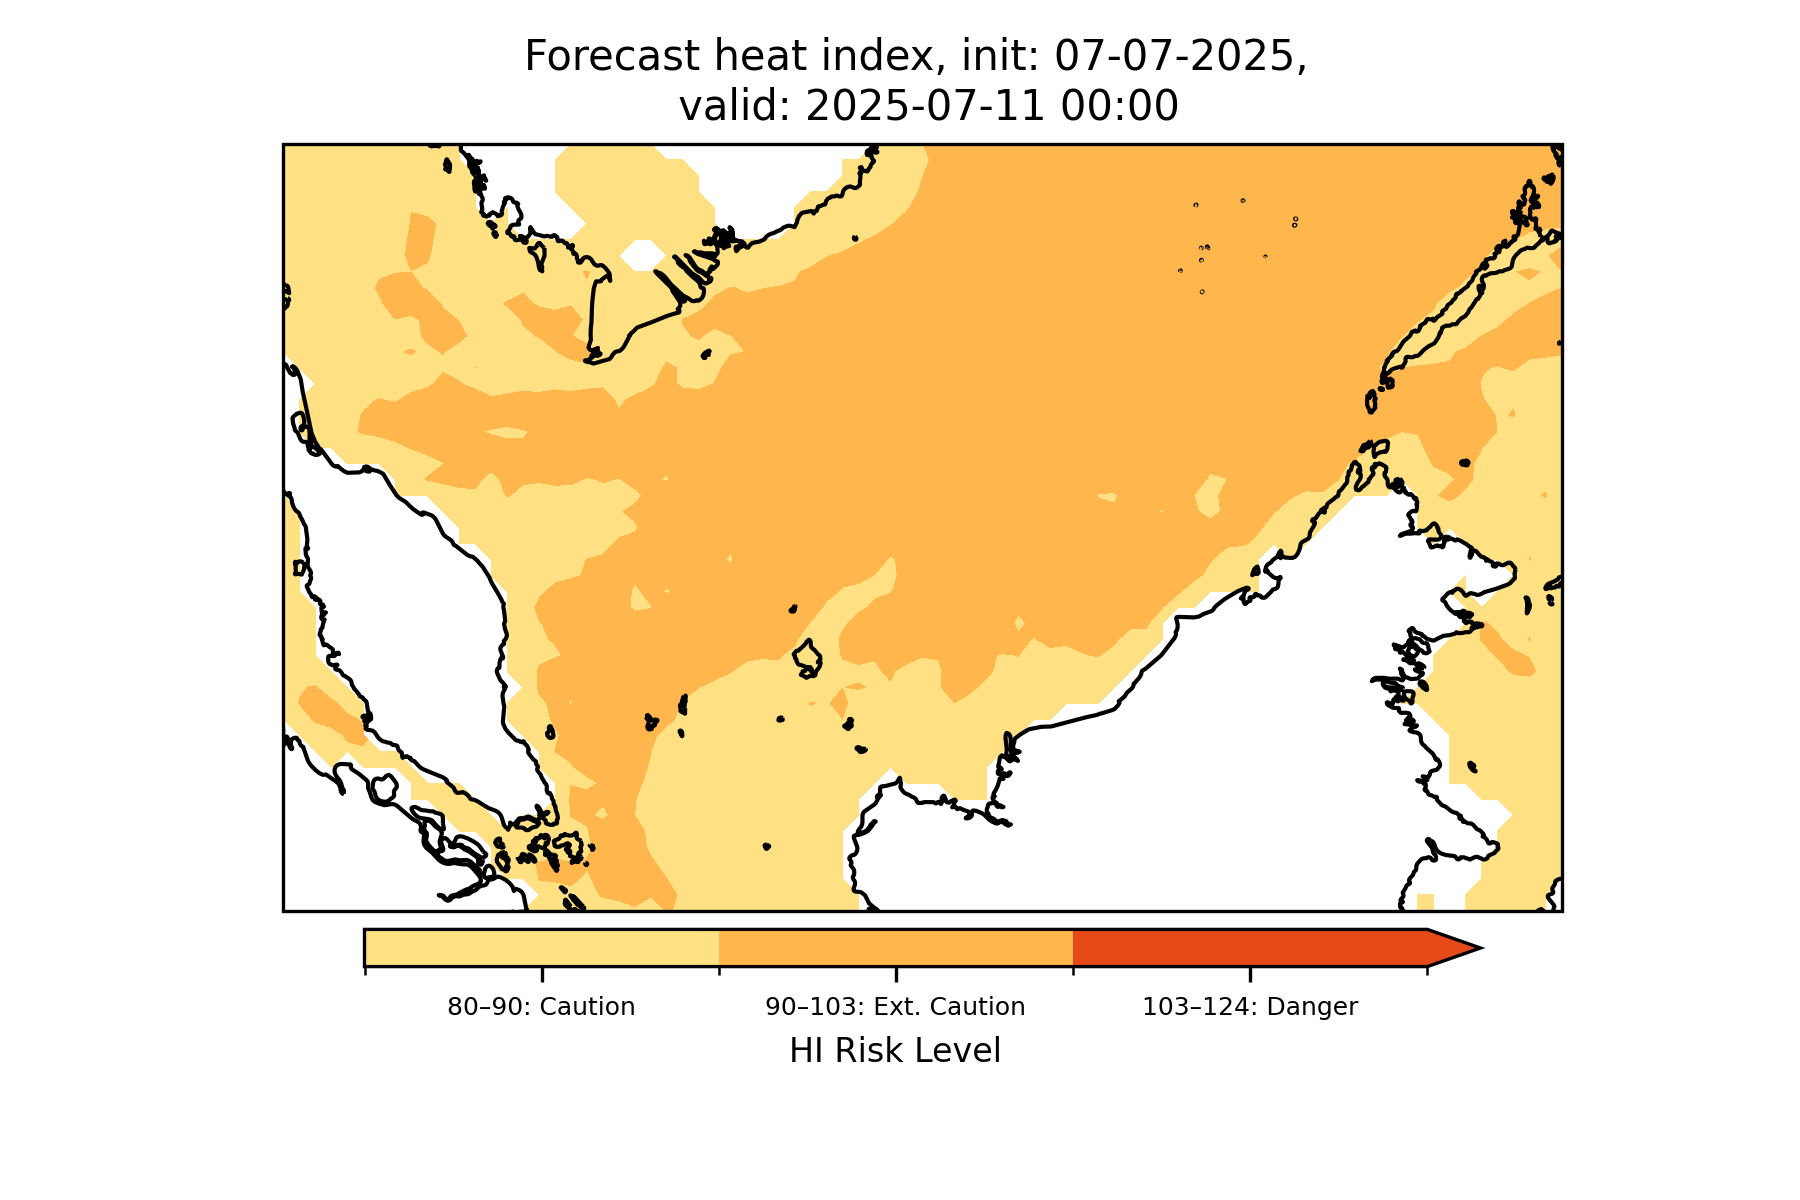 Forecast heat index, init: 07-07-2025,
valid: 2025-07-11 00:00
80–90: Caution
90–103: Ext. Caution
103–124: Danger
HI Risk Level